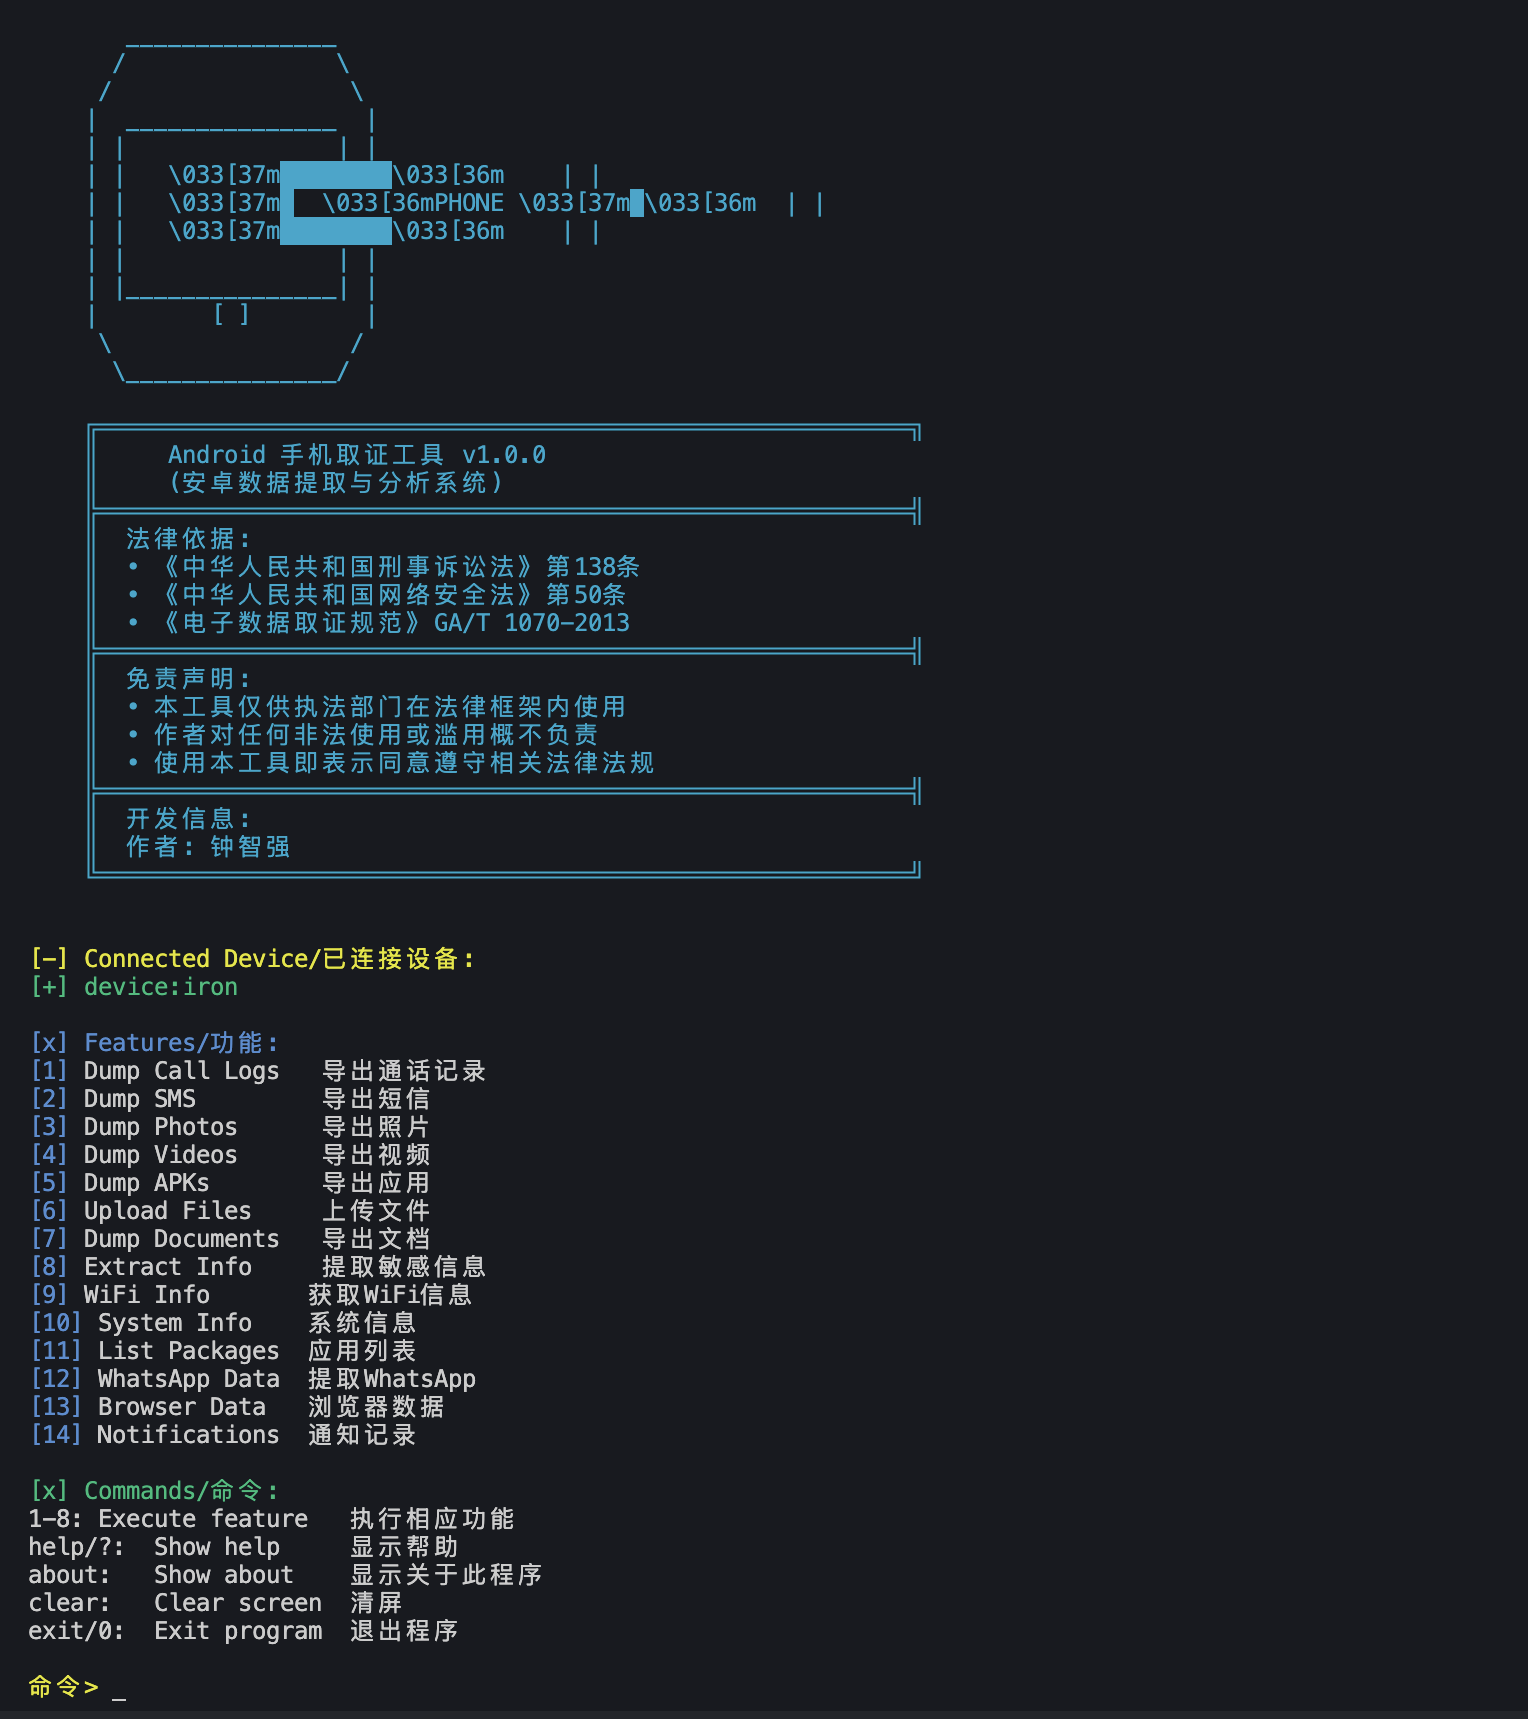 \033[37m████████\033[36m | |
\033[37m█ \033[36mPHONE \033[37m█\033[36m | |
\033[37m████████\033[36m | |
[ ]
Android 手机取证工具 v1.0.0
(安卓数据提取与分析系统)
法律依据:
• 《中华人民共和国刑事诉讼法》第138条
• 《中华人民共和国网络安全法》第50条
• 《电子数据取证规范》GA/T 1070-2013
免责声明:
• 本工具仅供执法部门在法律框架内使用
• 作者对任何非法使用或滥用概不负责
• 使用本工具即表示同意遵守相关法律法规
开发信息:
作者: 钟智强
[-] Connected Device/已连接设备:
[+] device:iron
[x] Features/功能:
[1] Dump Call Logs 导出通话记录
[2] Dump SMS 导出短信
[3] Dump Photos 导出照片
[4] Dump Videos 导出视频
[5] Dump APKs 导出应用
[6] Upload Files 上传文件
[7] Dump Documents 导出文档
[8] Extract Info 提取敏感信息
[9] WiFi Info 获取WiFi信息
[10] System Info 系统信息
[11] List Packages 应用列表
[12] WhatsApp Data 提取WhatsApp
[13] Browser Data 浏览器数据
[14] Notifications 通知记录
[x] Commands/命令:
1-8: Execute feature 执行相应功能
help/?: Show help 显示帮助
about: Show about 显示关于此程序
clear: Clear screen 清屏
exit/0: Exit program 退出程序
命令> _